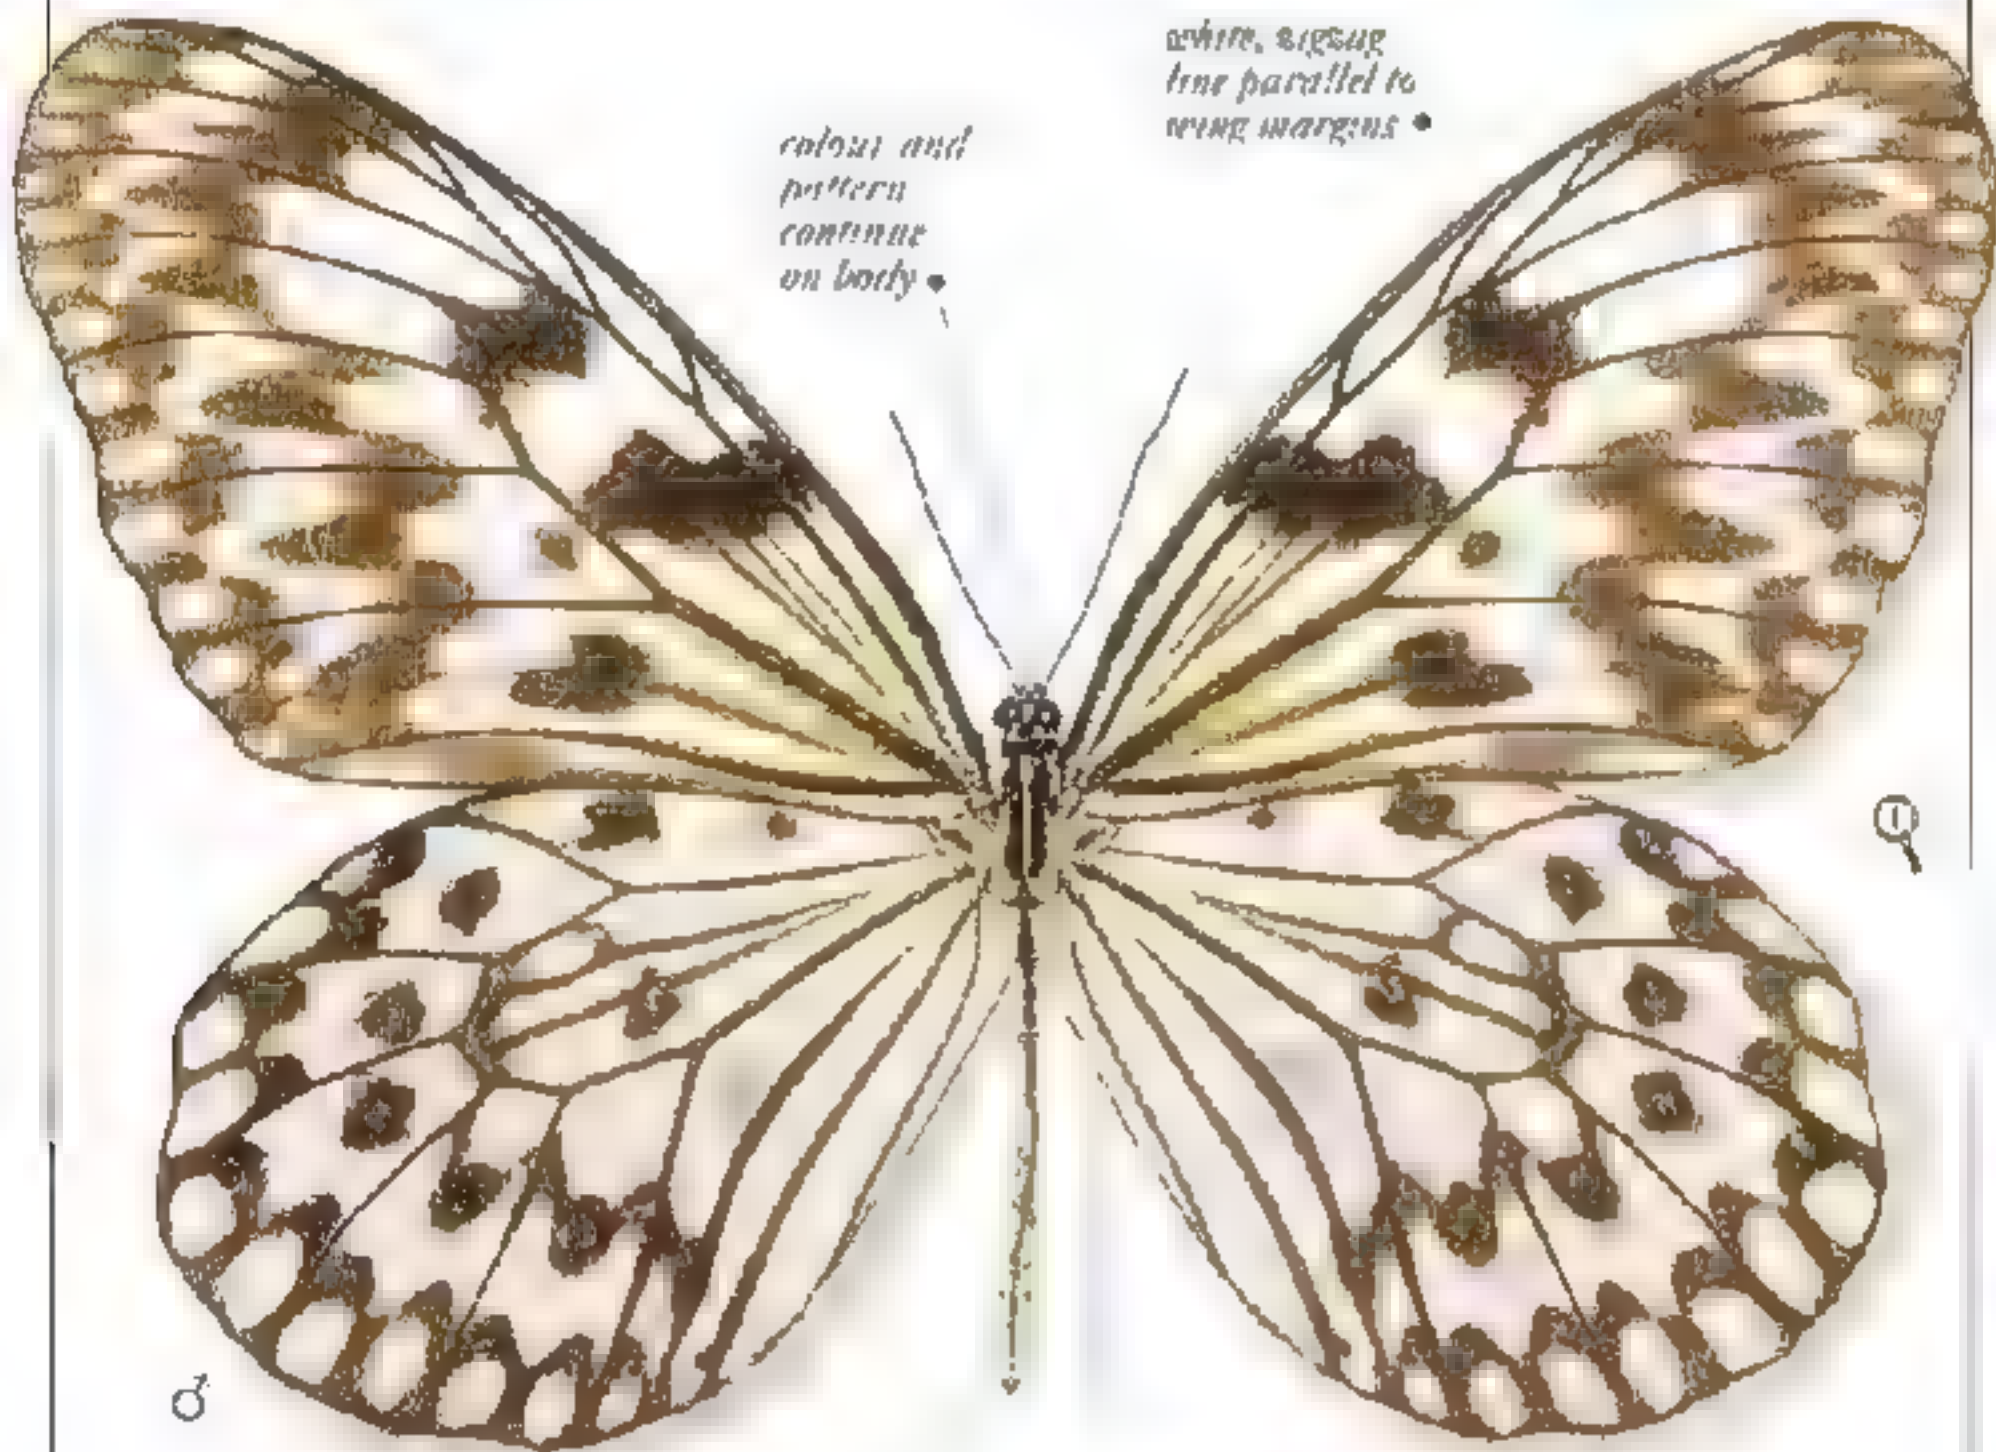 colour and
pattern
continue
on body
white, zigzag
line parallel to
wing margins
♂